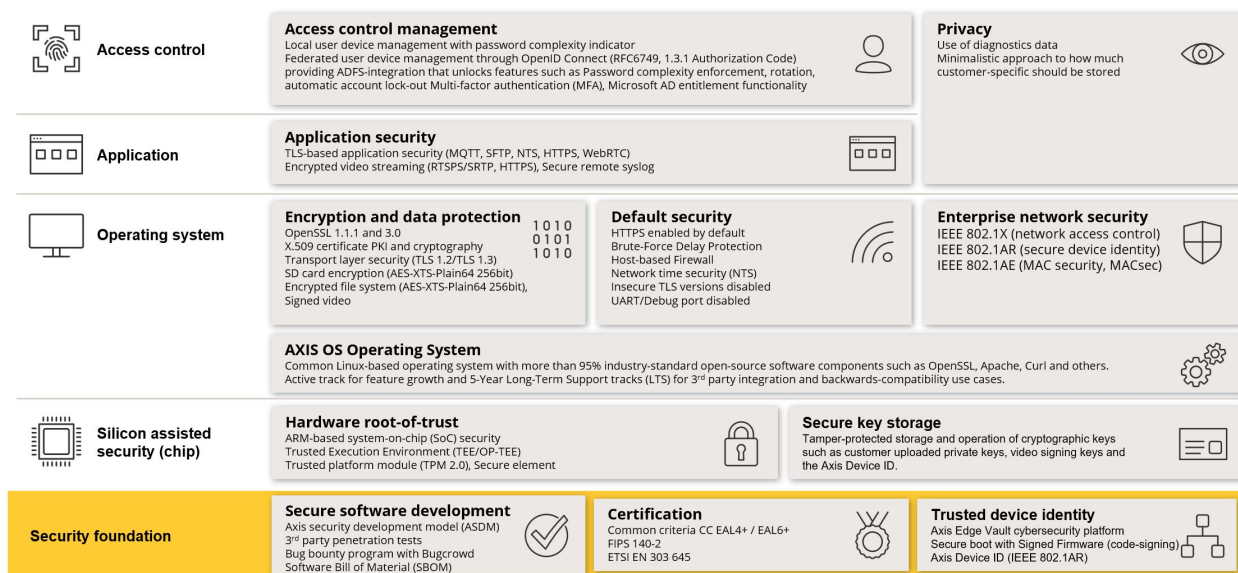 Access control
Access control management
Local user device management with password complexity indicator
Federated user device management through OpenID Connect (RFC6749, 1.3.1 Authorization Code)
providing ADFS-integration that unlocks features such as Password complexity enforcement, rotation,
automatic account lock-out Multi-factor authentication (MFA), Microsoft AD entitlement functionality
Privacy
Use of diagnostics data
Minimalistic approach to how much
customer-specific should be stored
Application
Application security
TLS-based application security (MQTT, SFTP, NTS, HTTPS, WebRTC)
Encrypted video streaming (RTSPS/SRTP, HTTPS), Secure remote syslog
Operating system
Encryption and data protection
OpenSSL 1.1.1 and 3.0
X.509 certificate PKI and cryptography
Transport layer security (TLS 1.2/TLS 1.3)
SD card encryption (AES-XTS-Plain64 256bit)
Encrypted file system (AES-XTS-Plain64 256bit),
Signed video
1010
0101
1010
Default security
HTTPS enabled by default
Brute-Force Delay Protection
Host-based Firewall
Network time security (NTS)
Insecure TLS versions disabled
UART/Debug port disabled
Enterprise network security
IEEE 802.1X (network access control)
IEEE 802.1AR (secure device identity)
IEEE 802.1AE (MAC security, MACsec)
AXIS OS Operating System
Common Linux-based operating system with more than 95% industry-standard open-source software components such as OpenSSL, Apache, Curl and others.
Active track for feature growth and 5-Year Long-Term Support tracks (LTS) for 3rd party integration and backwards-compatibility use cases.
Silicon assisted
security (chip)
Hardware root-of-trust
ARM-based system-on-chip (SoC) security
Trusted Execution Environment (TEE/OP-TEE)
Trusted platform module (TPM 2.0), Secure element
Secure key storage
Tamper-protected storage and operation of cryptographic keys
such as customer uploaded private keys, video signing keys and
the Axis Device ID.
Security foundation
Secure software development
Axis security development model (ASDM)
3rd party penetration tests
Bug bounty program with Bugcrowd
Software Bill of Material (SBOM)
Certification
Common criteria CC EAL4+ / EAL6+
FIPS 140-2
ETSI EN 303 645
Trusted device identity
Axis Edge Vault cybersecurity platform
Secure boot with Signed Firmware (code-signing)
Axis Device ID (IEEE 802.1AR)